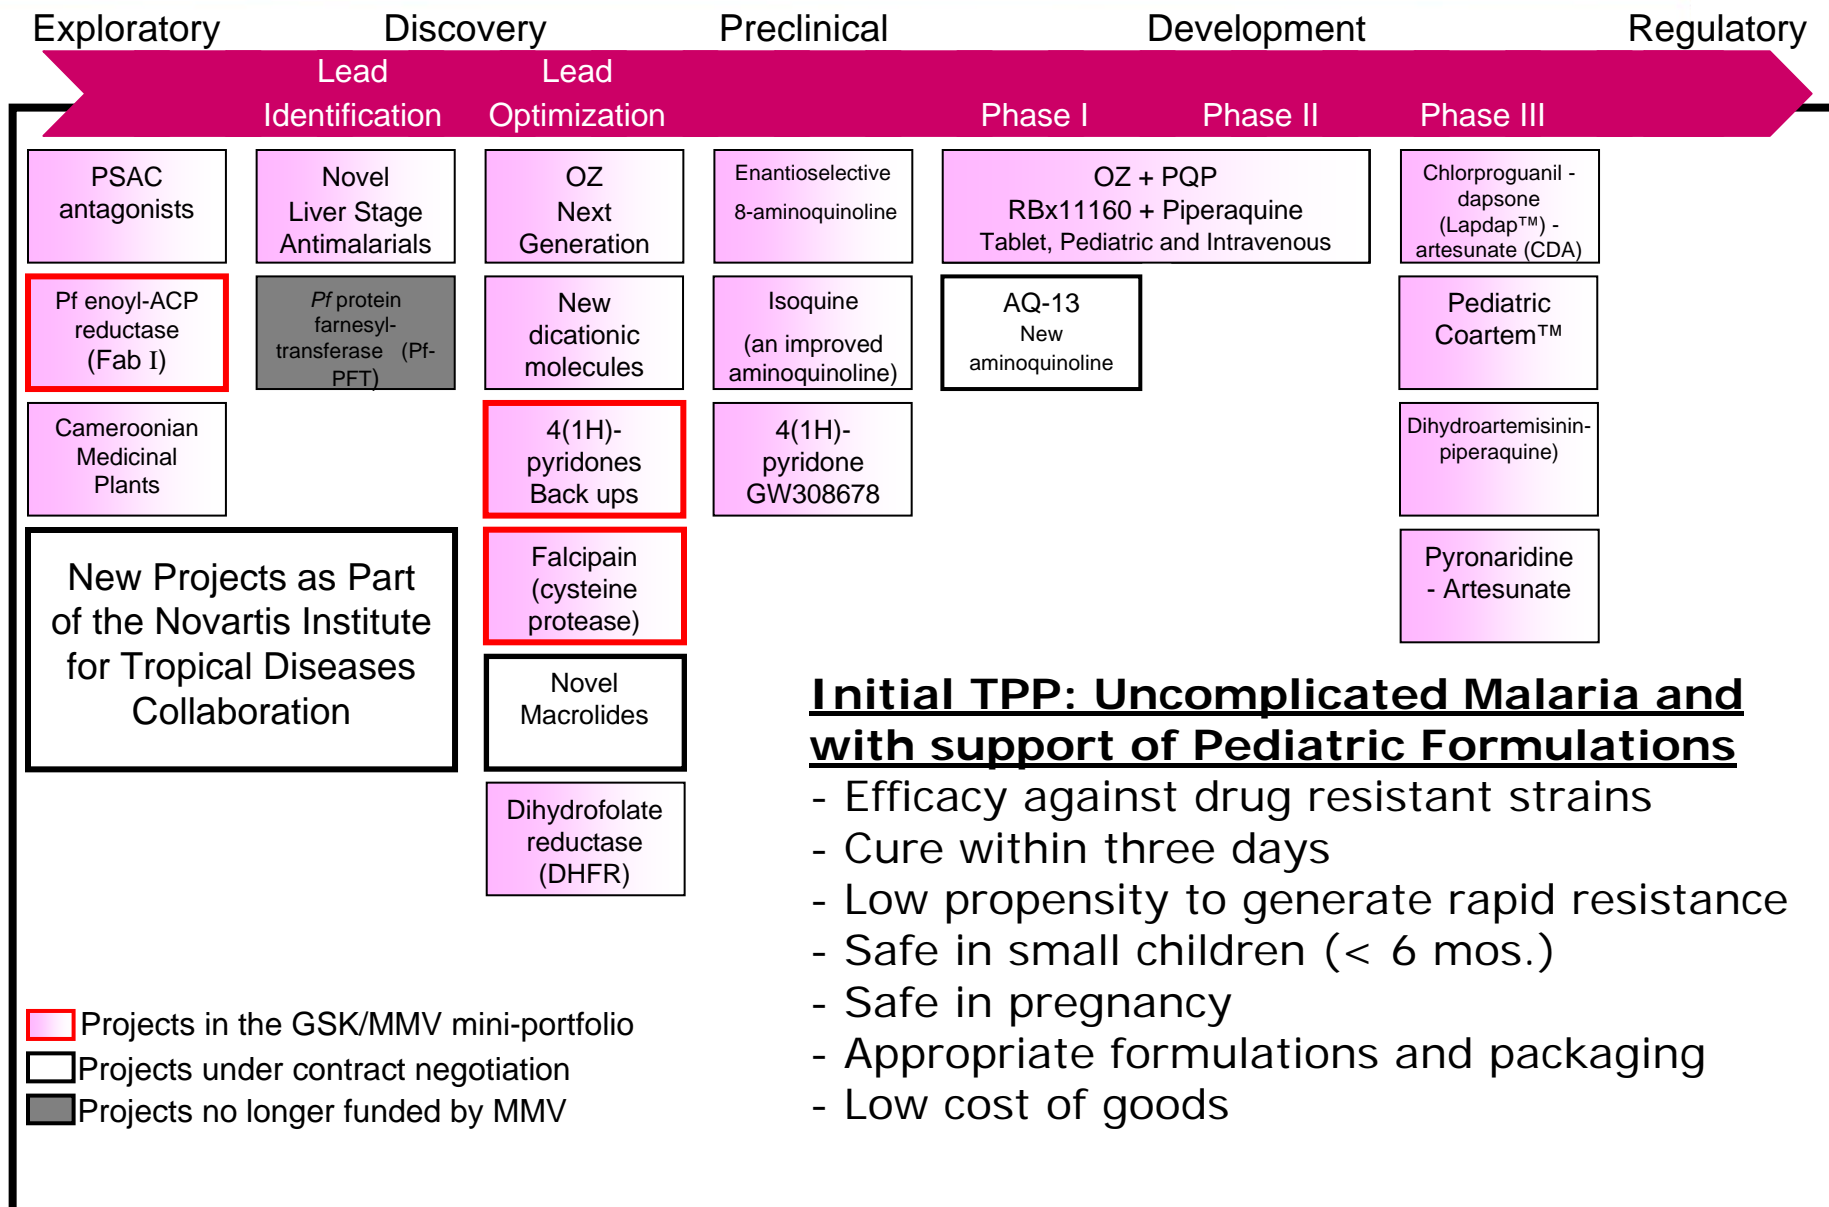 Exploratory
Discovery
Preclinical
Development
Regulatory
Lead
Identification
Lead
Optimization
Phase I
Phase II
Phase III
PSAC
antagonists
Pf enoyl-ACP
reductase
(Fab I)
Cameroonian
Medicinal
Plants
New Projects as Part
of the Novartis Institute
for Tropical Diseases
Collaboration
Novel
Liver Stage
Antimalarials
Pf protein
farnesyl-
transferase (Pf-
PFT)
OZ
Next
Generation
New
dicationic
molecules
4(1H)-
pyridones
Back ups
Falcipain
(cysteine
protease)
Novel
Macrolides
Dihydrofolate
reductase
(DHFR)
Enantioselective
8-aminoquinoline
Isoquine
(an improved
aminoquinoline)
4(1H)-
pyridone
GW308678
OZ + PQP
RBx11160 + Piperaquine
Tablet, Pediatric and Intravenous
AQ-13
New
aminoquinoline
Chlorproguanil -
dapsone
(Lapdap™) -
artesunate (CDA)
Pediatric
Coartem™
Dihydroartemisinin-
piperaquine)
Pyronaridine
- Artesunate
Initial TPP: Uncomplicated Malaria and
with support of Pediatric Formulations
- Efficacy against drug resistant strains
- Cure within three days
- Low propensity to generate rapid resistance
- Safe in small children (< 6 mos.)
- Safe in pregnancy
- Appropriate formulations and packaging
- Low cost of goods
Projects in the GSK/MMV mini-portfolio
Projects under contract negotiation
Projects no longer funded by MMV